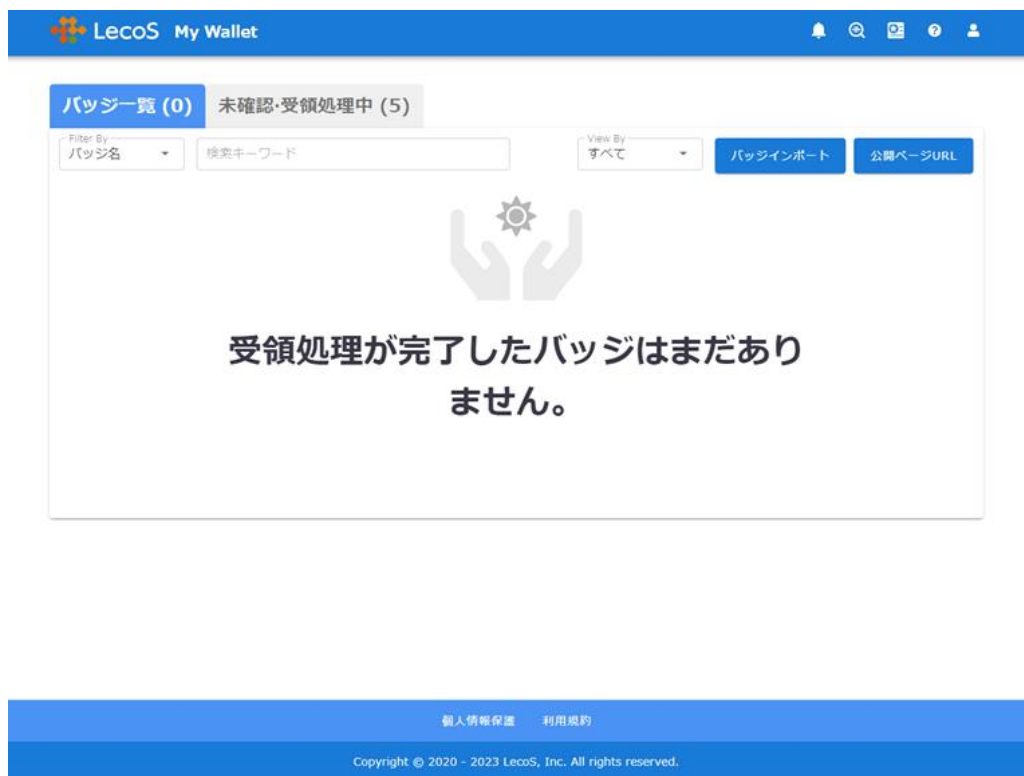 LecoS My Wallet
バッジ一覧 (0) 未確認·受領処理中 (5)
Filter By
バッジ名
検索キーワード
View By
すべて
バッジインポート
公開ページURL
受領処理が完了したバッジはまだあり
ません。
個人情報保護 利用規約
Copyright © 2020 - 2023 LecoS, Inc. All rights reserved.